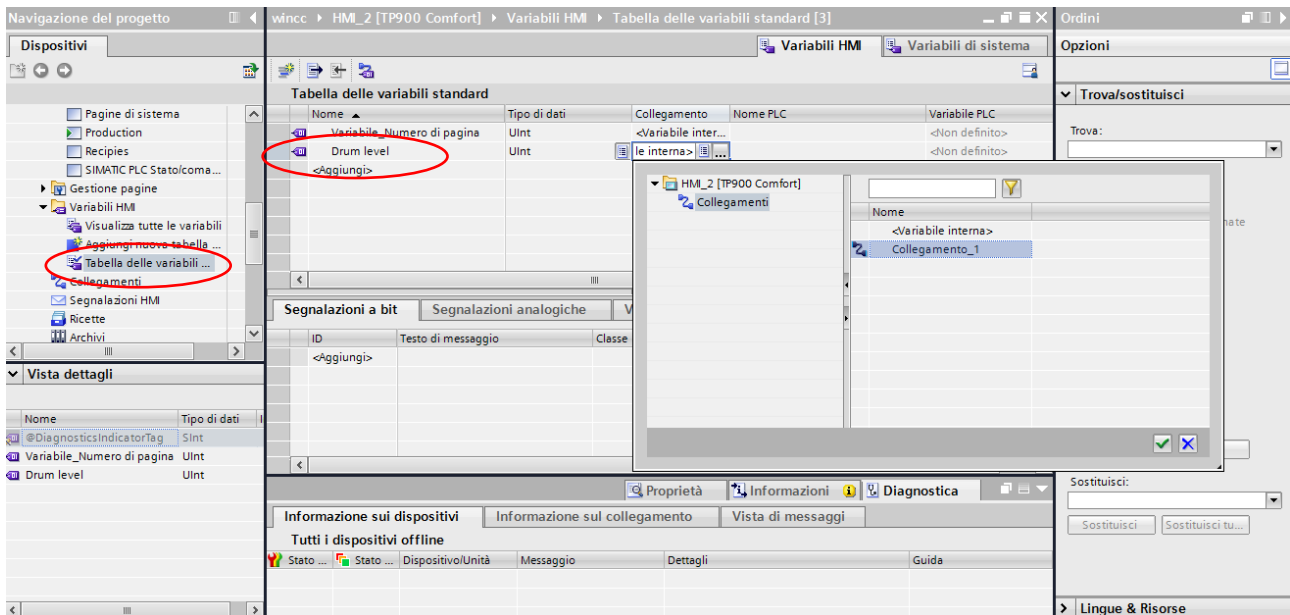 Navigazione del progetto
Dispositivi
Pagine di sistema
Production
Recipies
SIMATIC PLC Stato/coma...
Gestione pagine
Variabili HMI
Visualizza tutte le variabili
Aggiungi nuova tabella ...
Tabella delle variabili ...
Collegamenti
Segnalazioni HMI
Ricette
Archivi
Vista dettagli
Nome Tipo di dati
@DiagnosticsIndicatorTag SInt
Variabile_Numero di pagina UInt
Drum level UInt
wincc HMI_2 [TP900 Comfort] Variabili HMI Tabella delle variabili standard [3]
Variabili HMI Variabili di sistema
Tabella delle variabili standard
Nome Tipo di dati Collegamento Nome PLC Variabile PLC
Variabile_Numero di pagina UInt <Variabile inter... <Non definito>
Drum level UInt le interna> ... <Non definito>
<Aggiungi>
HMI_2 [TP900 Comfort]
Collegamenti
Nome
<Variabile interna>
Collegamento_1
Segnalazioni a bit Segnalazioni analogiche V
ID Testo di messaggio Classe
<Aggiungi>
Proprietà Informazioni Diagnostica
Informazione sui dispositivi Informazione sul collegamento Vista di messaggi
Tutti i dispositivi offline
Stato ... Stato ... Dispositivo/Unità Messaggio Dettagli Guida
Ordini
Opzioni
Trova/sostituisci
Trova:
nate
Sostituisci:
Sostituisci Sostituisci tu...
Lingue & Risorse